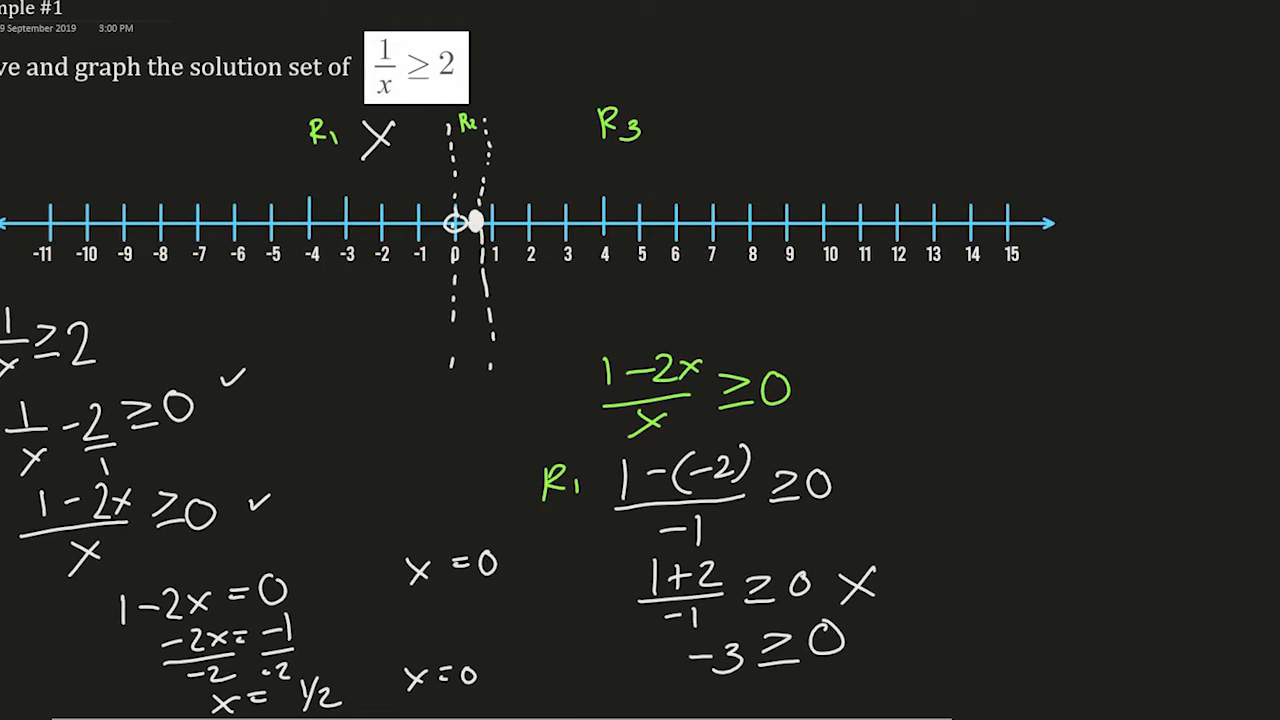 mple #1
9 September 2019 3:00 PM
ve and graph the solution set of 1/x ≥ 2
R₁ X R₂ R₃
-11 -10 -9 -8 -7 -6 -5 -4 -3 -2 -1 0 1 2 3 4 5 6 7 8 9 10 11 12 13 14 15
1/x ≥ 2
1/x - 2/1 ≥ 0 ✓
(1 - 2x)/x ≥ 0 ✓
1 - 2x = 0
-2x/-2 = -1/-2
x = 1/2
x = 0
x = 0
(1 - 2x)/x ≥ 0
R₁ (1 - (-2))/-1 ≥ 0
(1 + 2)/-1 ≥ 0 X
-3 ≥ 0